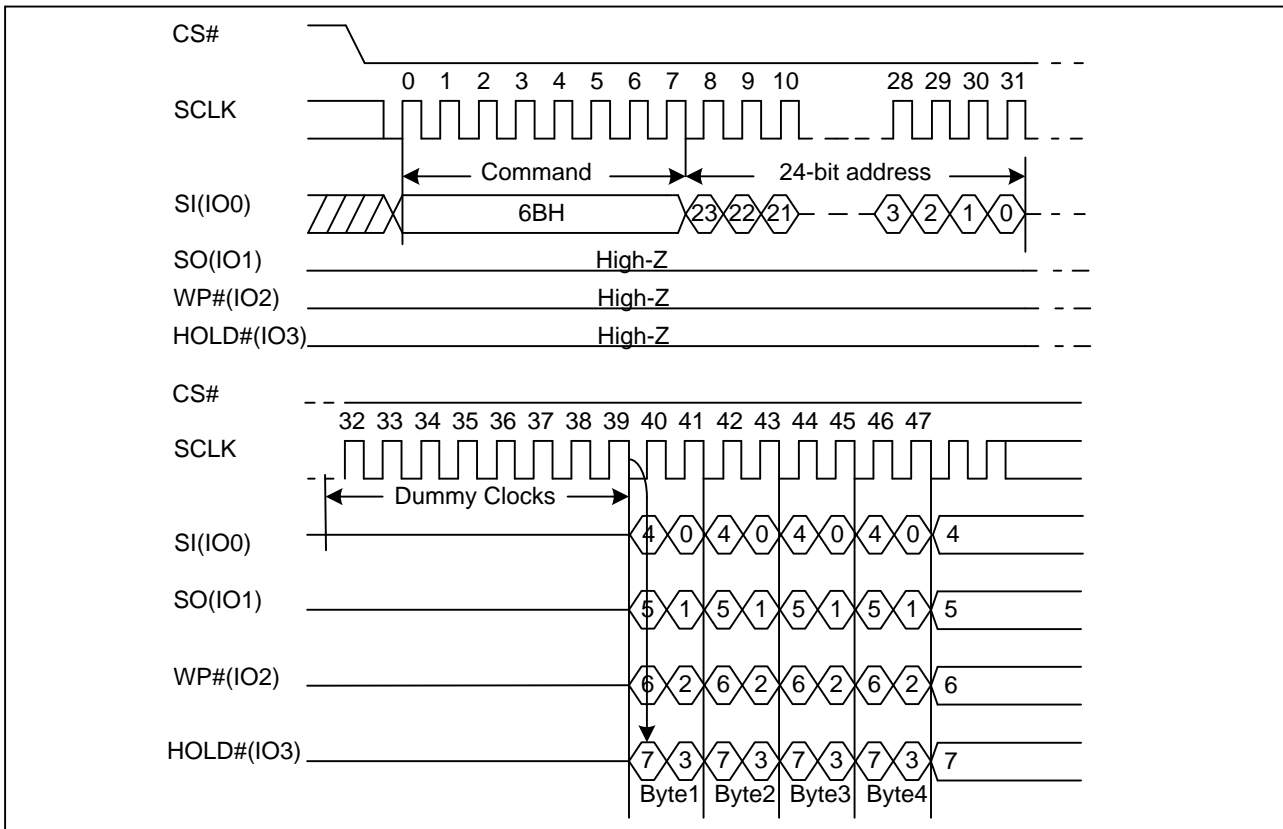 CS#
0 1 2 3 4 5 6 7 8 9 10 28 29 30 31
SCLK
Command 24-bit address
SI(IO0) 6BH 23 22 21 3 2 1 0
SO(IO1) High-Z
WP#(IO2) High-Z
HOLD#(IO3) High-Z
CS#
32 33 34 35 36 37 38 39 40 41 42 43 44 45 46 47
SCLK
Dummy Clocks
SI(IO0) 4 0 4 0 4 0 4 0 4
SO(IO1) 5 1 5 1 5 1 5 1 5
WP#(IO2) 6 2 6 2 6 2 6 2 6
HOLD#(IO3) 7 3 7 3 7 3 7 3 7
Byte1 Byte2 Byte3 Byte4